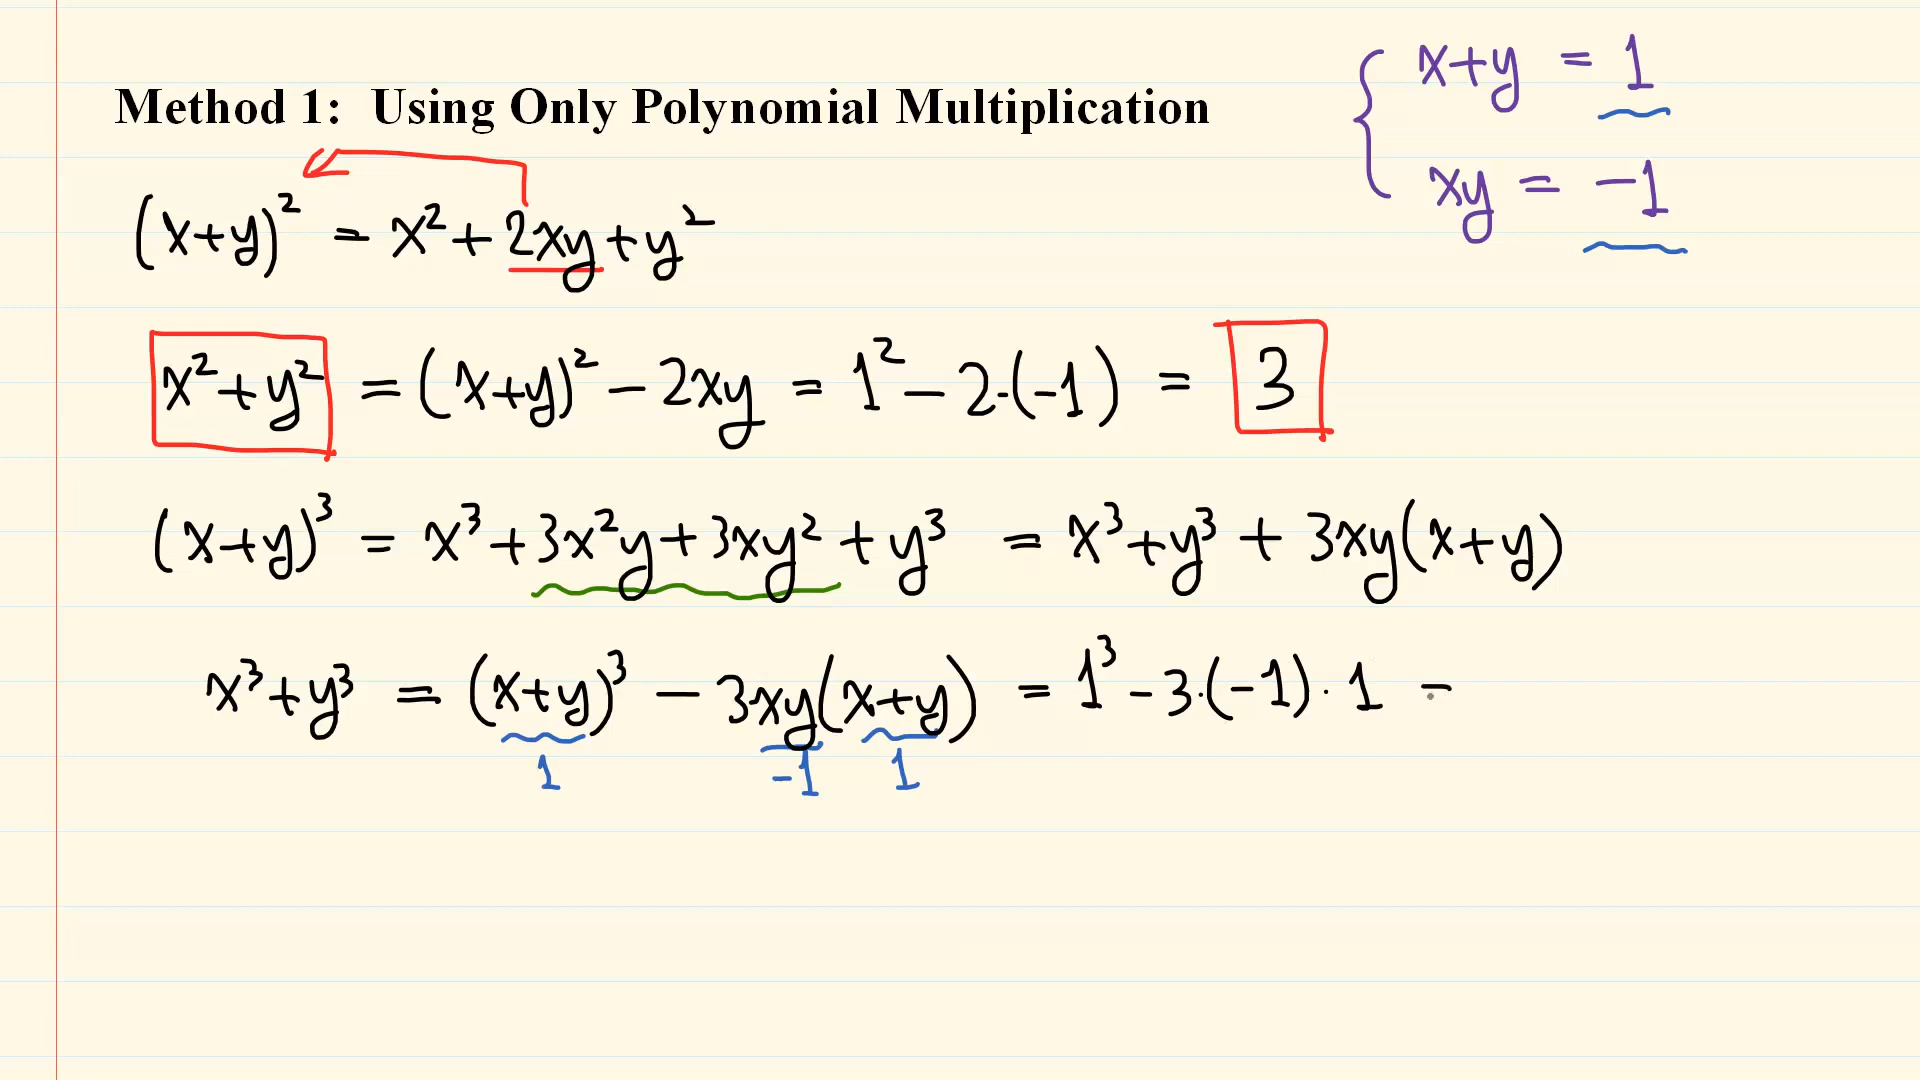 Method 1: Using Only Polynomial Multiplication
x+y = 1
xy = -1
(x+y)² = x² + 2xy + y²
x² + y² = (x+y)² - 2xy = 1² - 2·(-1) = 3
(x+y)³ = x³ + 3x²y + 3xy² + y³ = x³ + y³ + 3xy(x+y)
x³ + y³ = (x+y)³ - 3xy(x+y) = 1³ - 3·(-1)·1 =
1 -1 1